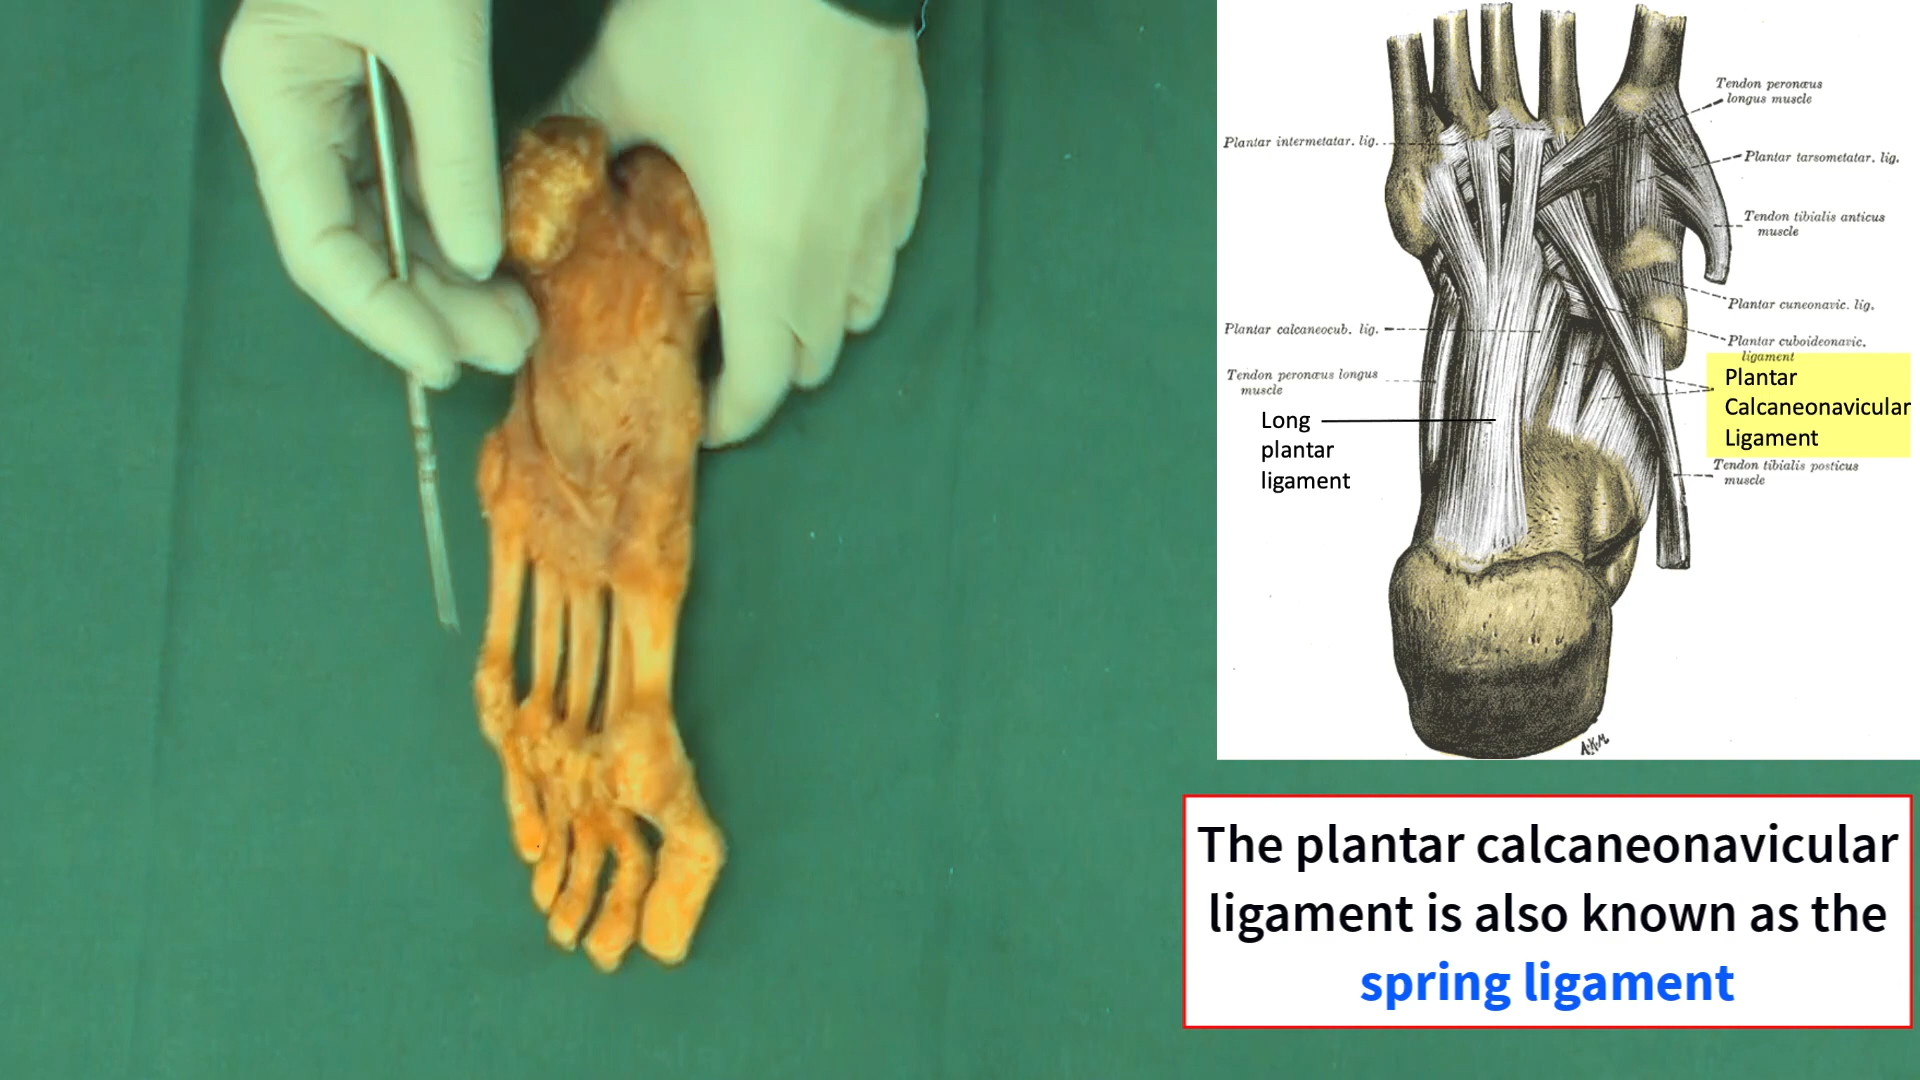 Tendon peronæus
longus muscle
Plantar intermetatar. lig.
Plantar tarsometatar. lig.
Tendon tibialis anticus
muscle
Plantar cuneonavic. lig.
Plantar calcaneocub. lig.
Plantar cuboideonavic.
ligament
Tendon peronæus longus
muscle
Plantar
Calcaneonavicular
Ligament
Long
plantar
ligament
Tendon tibialis posticus
muscle
A.K.M
The plantar calcaneonavicular
ligament is also known as the
spring ligament